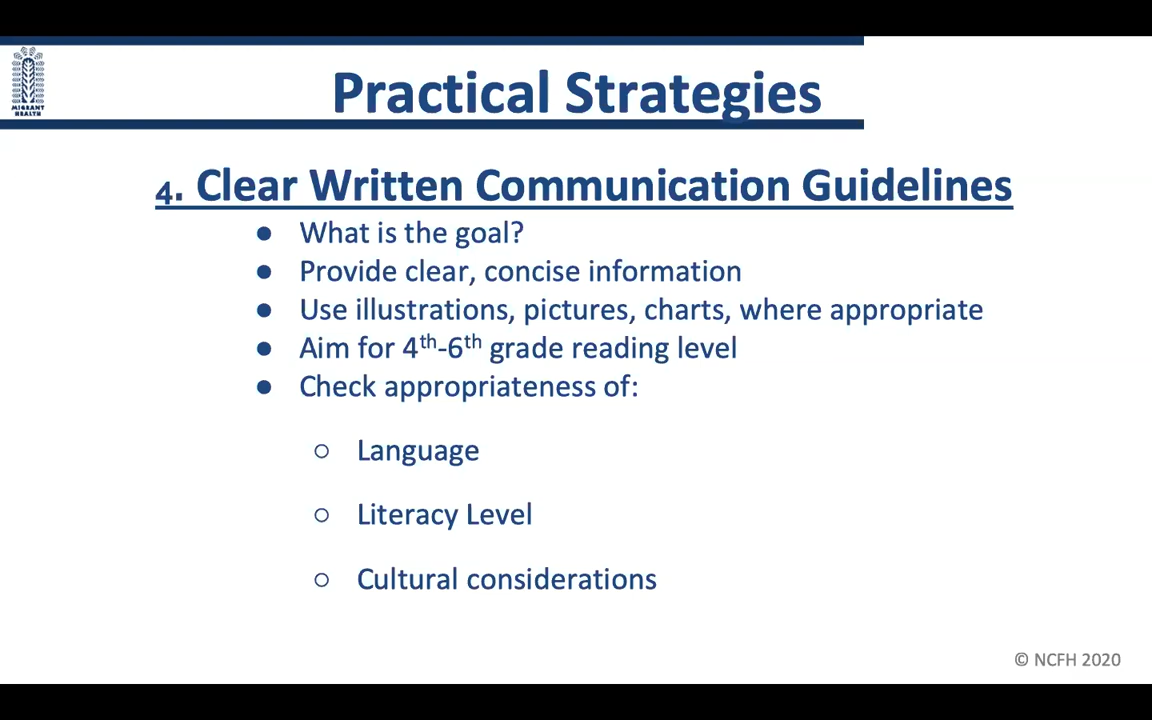 MIGRANT
HEALTH
Practical Strategies
4. Clear Written Communication Guidelines
● What is the goal?
● Provide clear, concise information
● Use illustrations, pictures, charts, where appropriate
● Aim for 4th-6th grade reading level
● Check appropriateness of:
○ Language
○ Literacy Level
○ Cultural considerations
© NCFH 2020